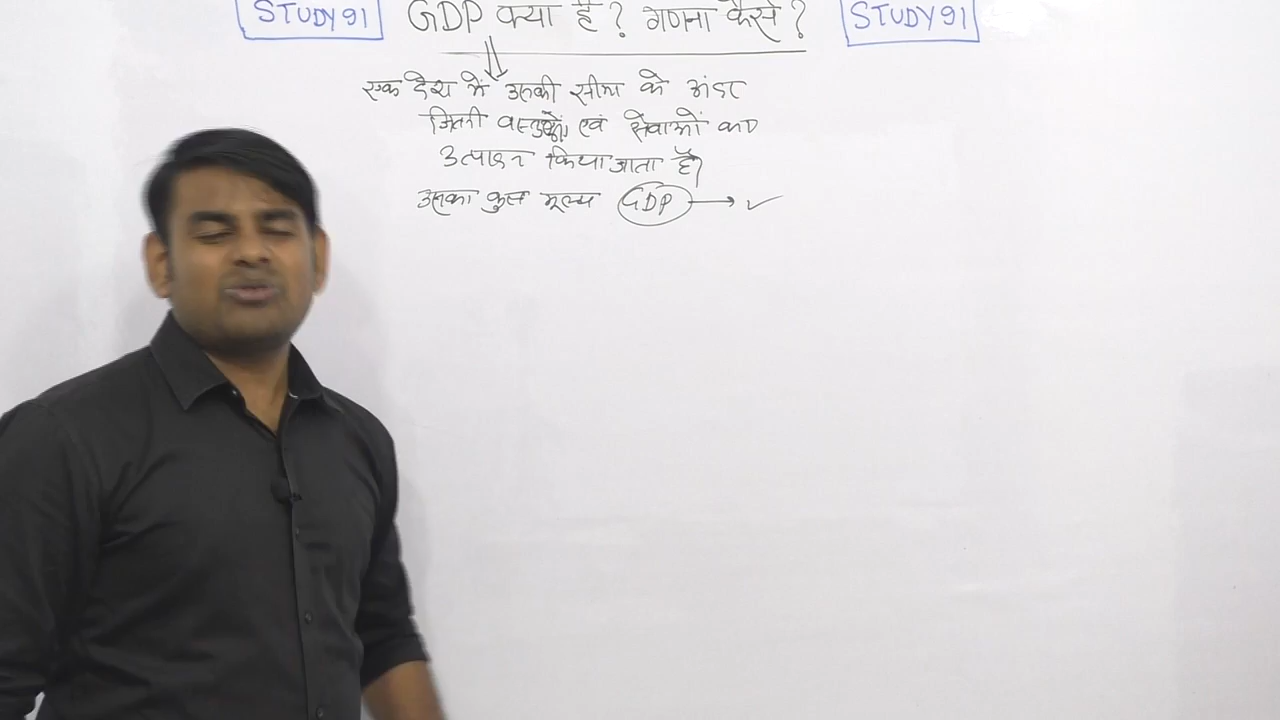 STUDY91 GDP क्या है? गणना कैसे? STUDY91
एक देश में उसकी सीमा के अंदर
जितनी वस्तुओं एवं सेवाओं का
उत्पादन किया जाता है,
उसका कुल मूल्य GDP → ✓